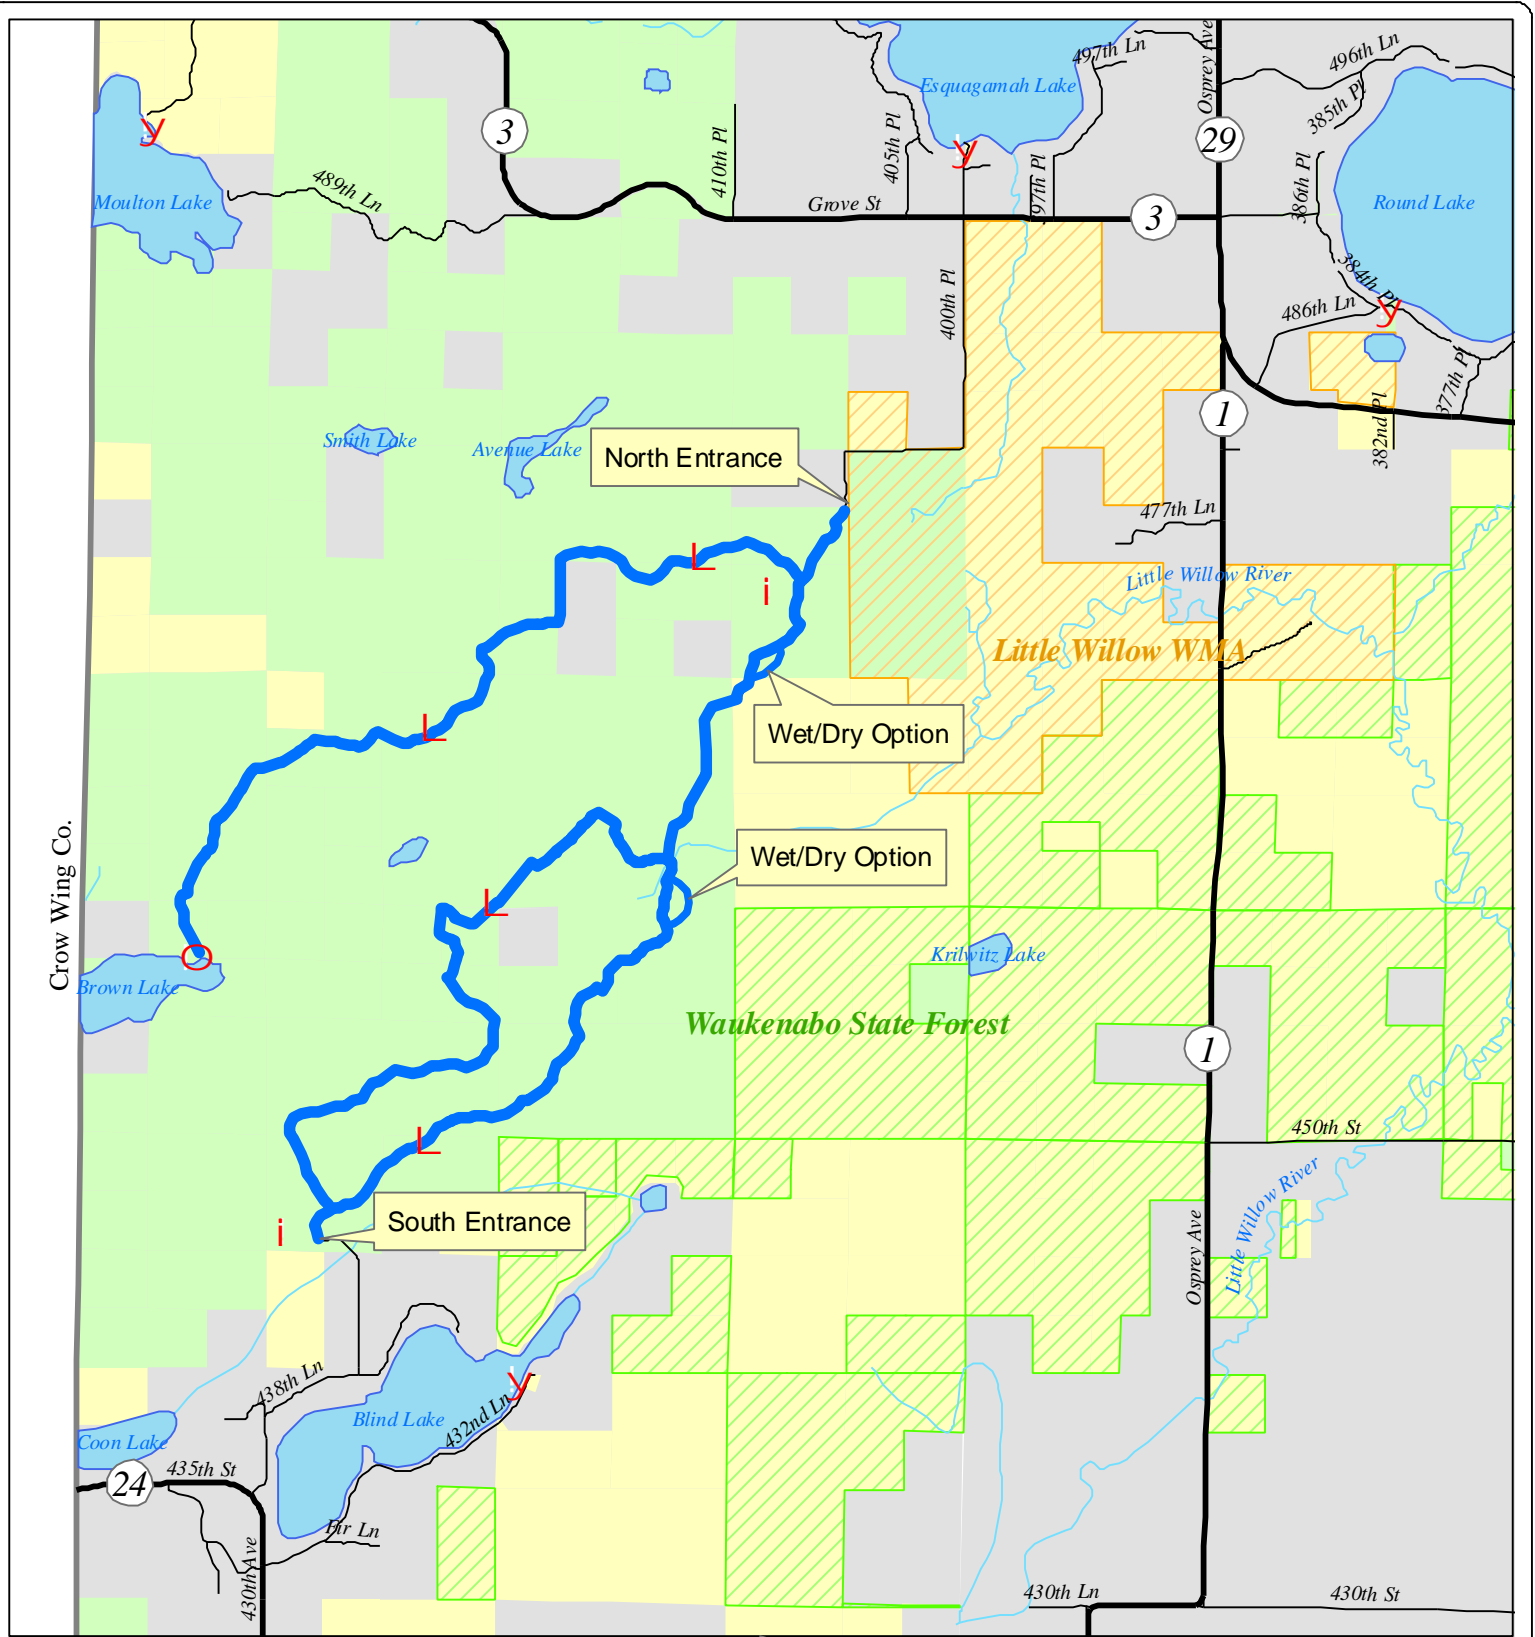 497th Ln
Osprey Ave
496th Ln
Esquagamah Lake
385th Pl
3
29
y
y
405th Pl
410th Pl
397th Pl
386th Pl
489th Ln
Moulton Lake
Grove St
3
Round Lake
400th Pl
384th Pl
486th Ln
y
377th Pl
1
382nd Pl
Smith Lake
Avenue Lake
North Entrance
477th Ln
L
i
Little Willow River
Little Willow WMA
L
Wet/Dry Option
Wet/Dry Option
Crow Wing Co.
L
O
Brown Lake
Krilwitz Lake
Waukenabo State Forest
1
450th St
L
Little Willow River
South Entrance
i
Osprey Ave
438th Ln
y
Blind Lake
432nd Ln
Coon Lake
24
435th St
Fir Ln
430th Ave
430th Ln
430th St